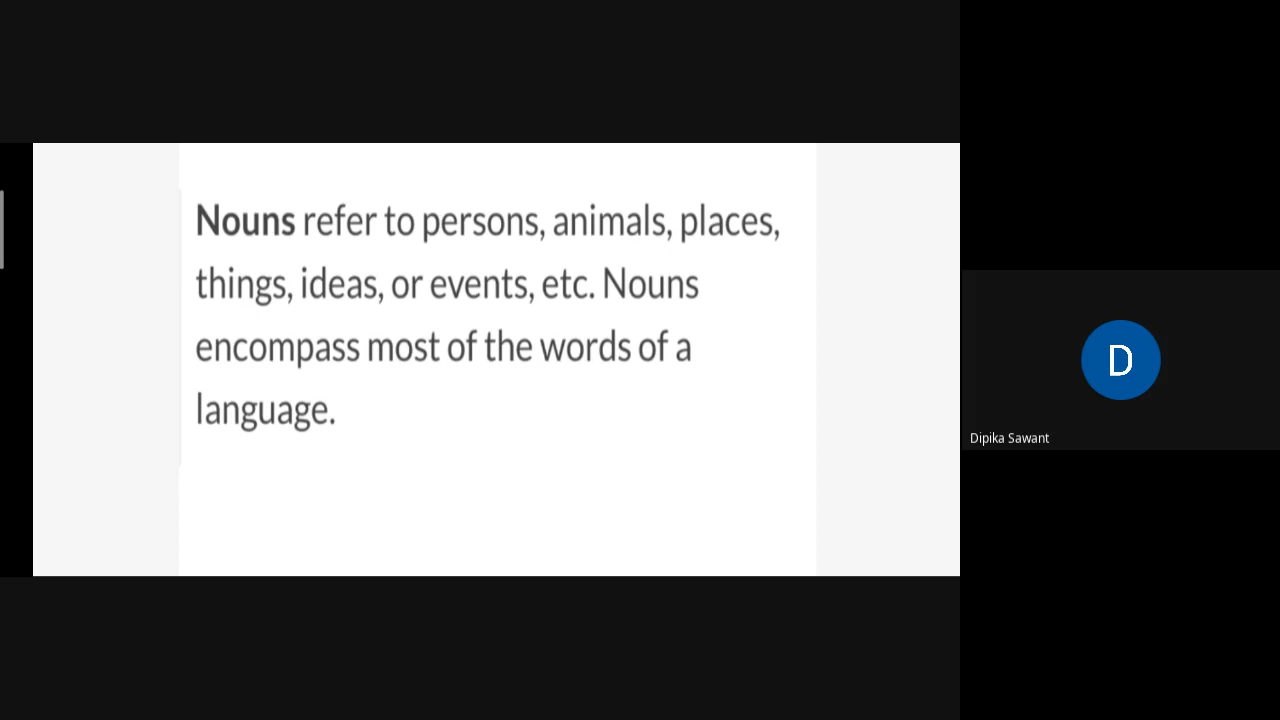 Nouns refer to persons, animals, places,
things, ideas, or events, etc. Nouns
encompass most of the words of a
language.
D
Dipika Sawant